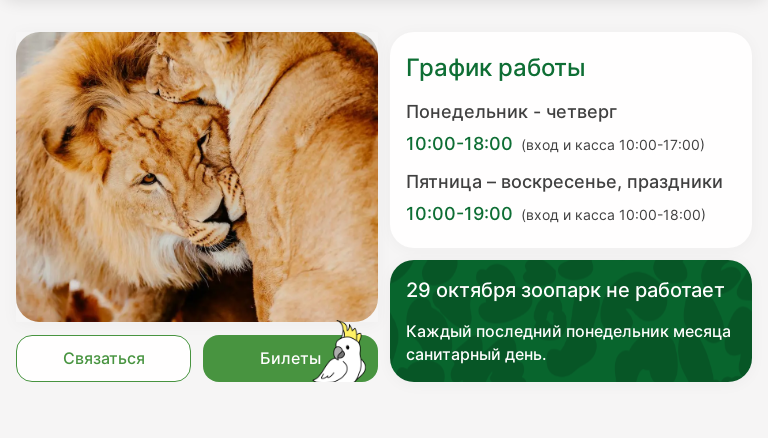 График работы
Понедельник - четверг
10:00-18:00 (вход и касса 10:00-17:00)
Пятница – воскресенье, праздники
10:00-19:00 (вход и касса 10:00-18:00)
29 октября зоопарк не работает
Каждый последний понедельник месяца
санитарный день.
Связаться
Билеты